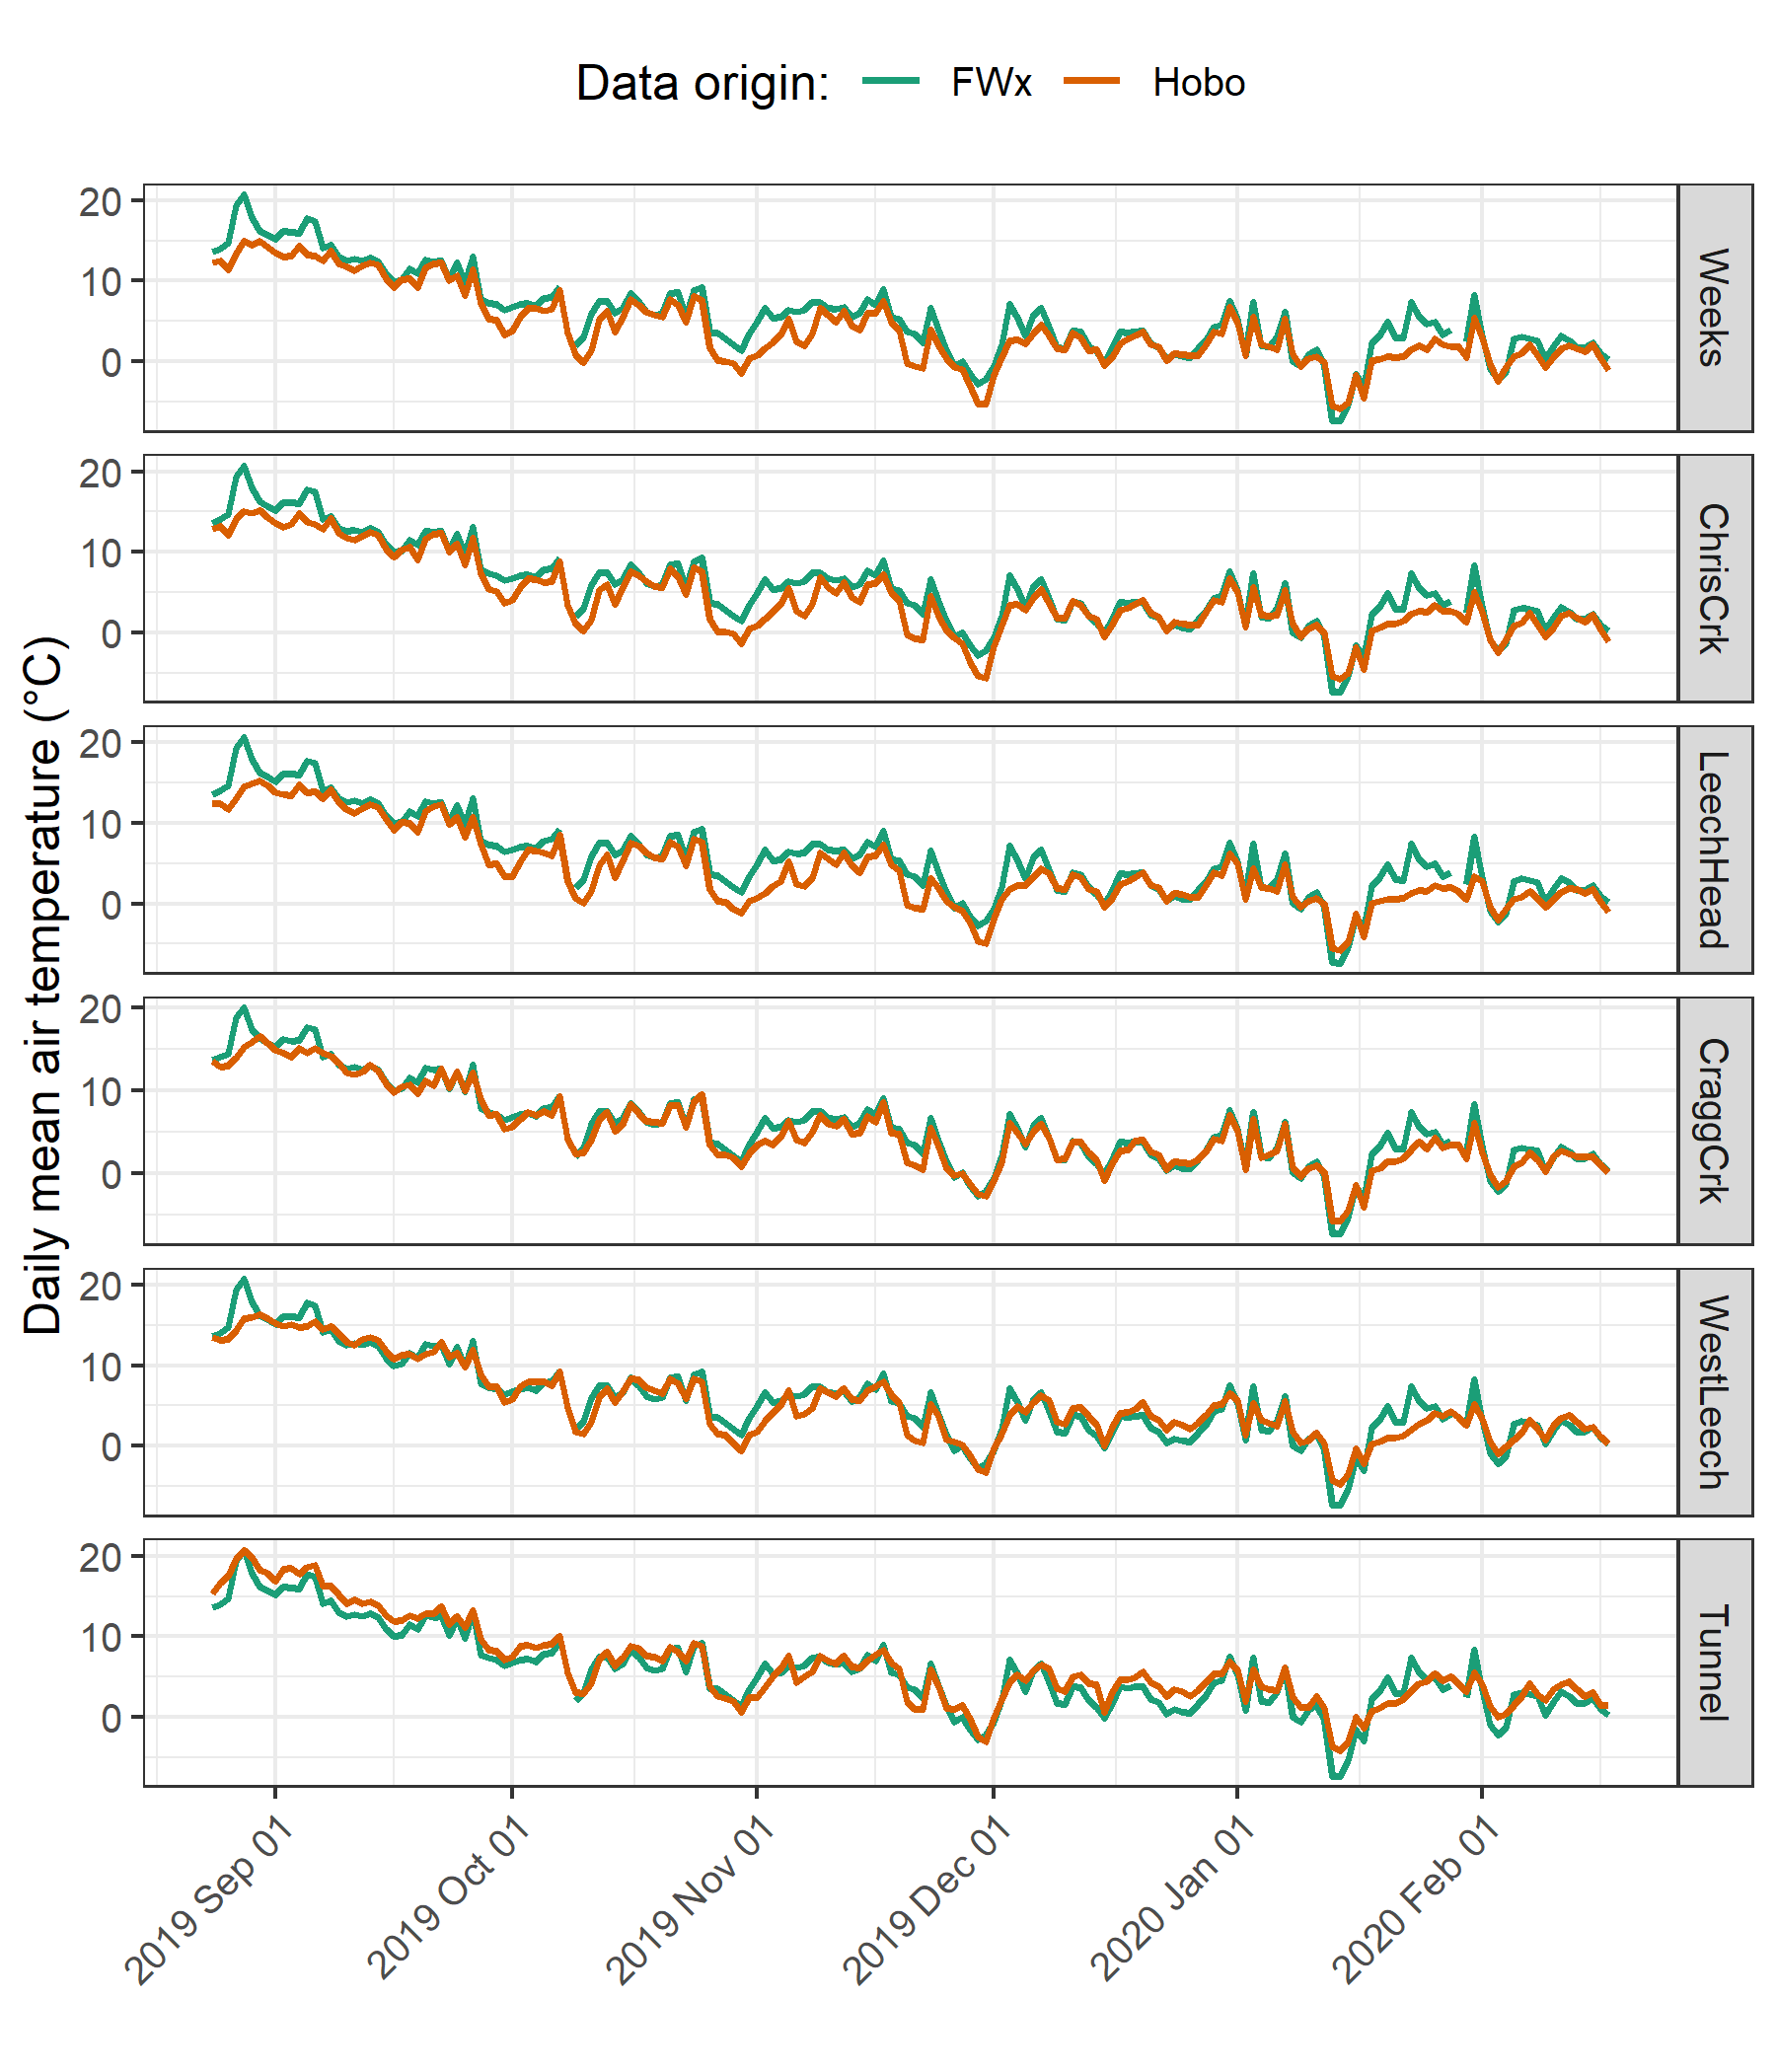 Data origin: FWx Hobo
Daily mean air temperature (°C)
20
10
0
Weeks
20
10
0
ChrisCrk
20
10
0
LeechHead
20
10
0
CraggCrk
20
10
0
WestLeech
20
10
0
Tunnel
2019 Sep 01
2019 Oct 01
2019 Nov 01
2019 Dec 01
2020 Jan 01
2020 Feb 01